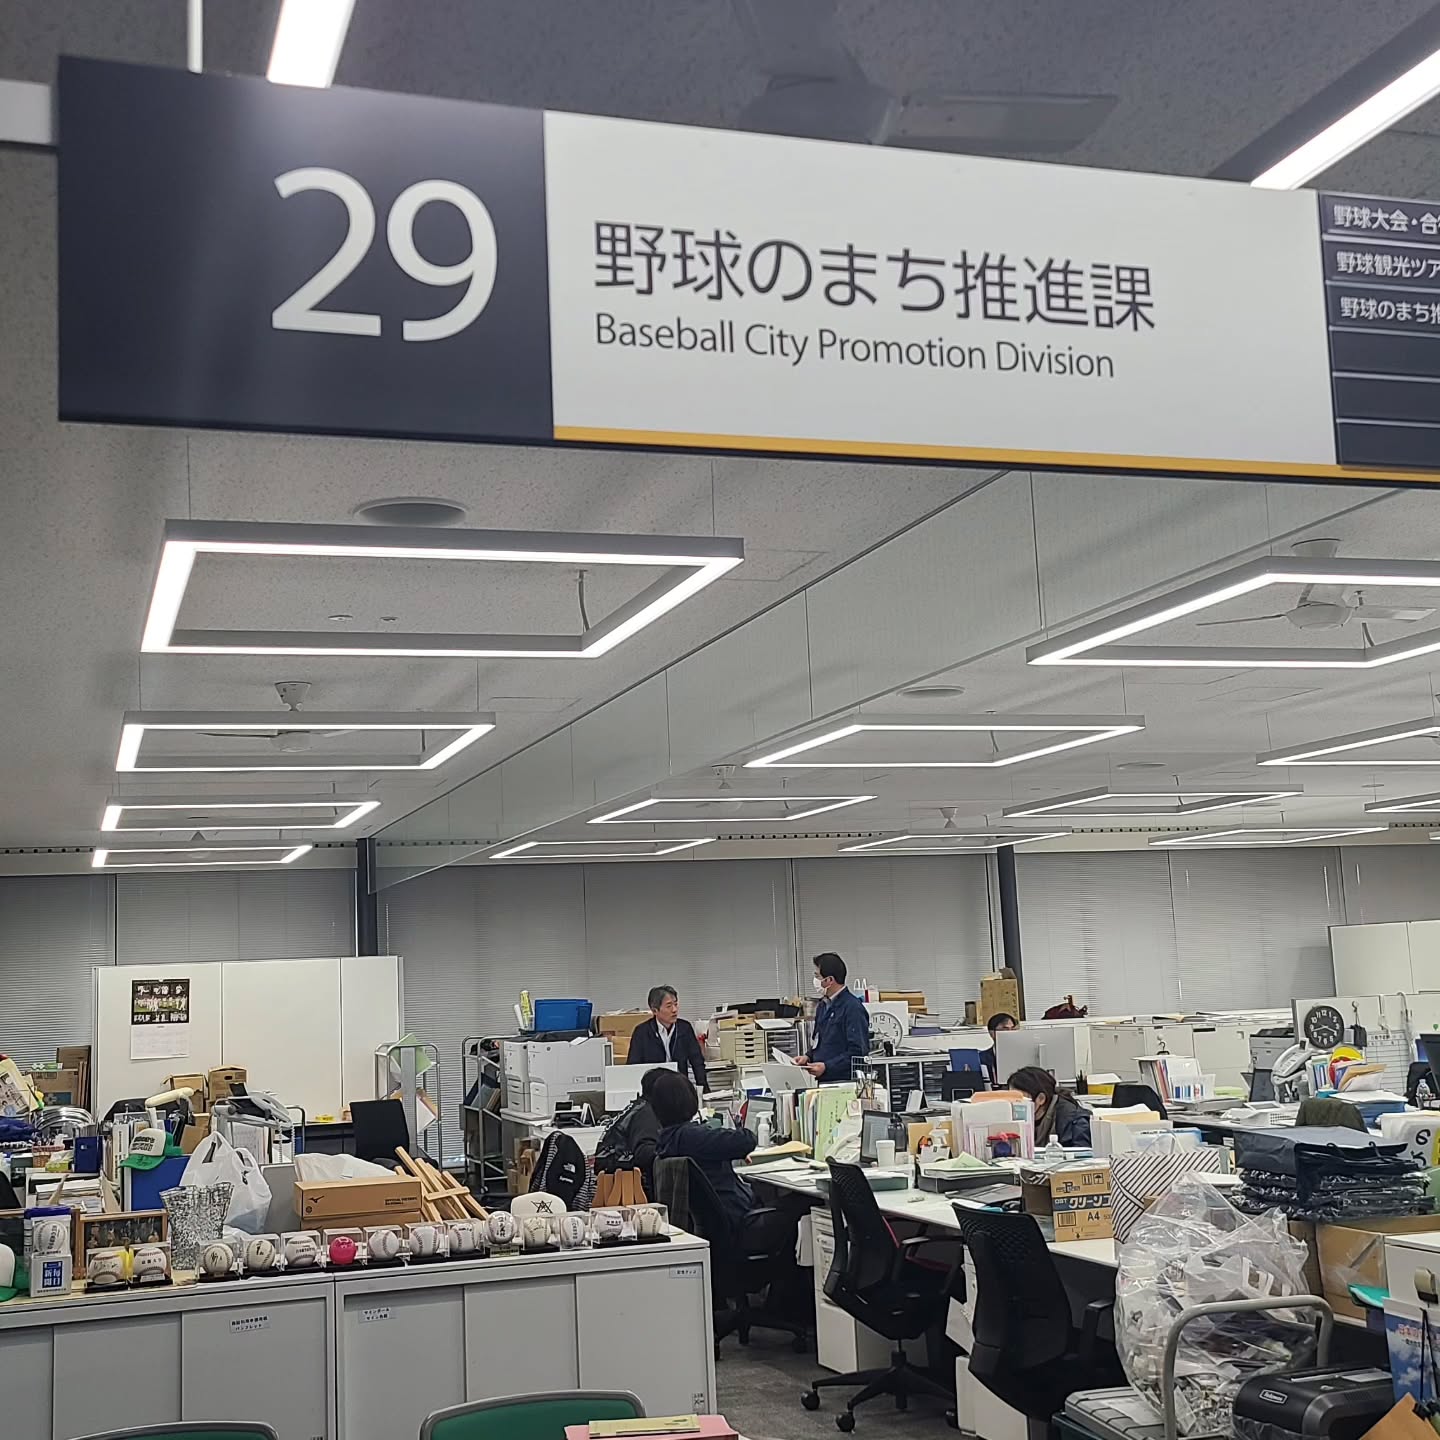 29
野球のまち推進課
Baseball City Promotion Division
野球大会・合
野球観光ツア
野球のまち推
A4